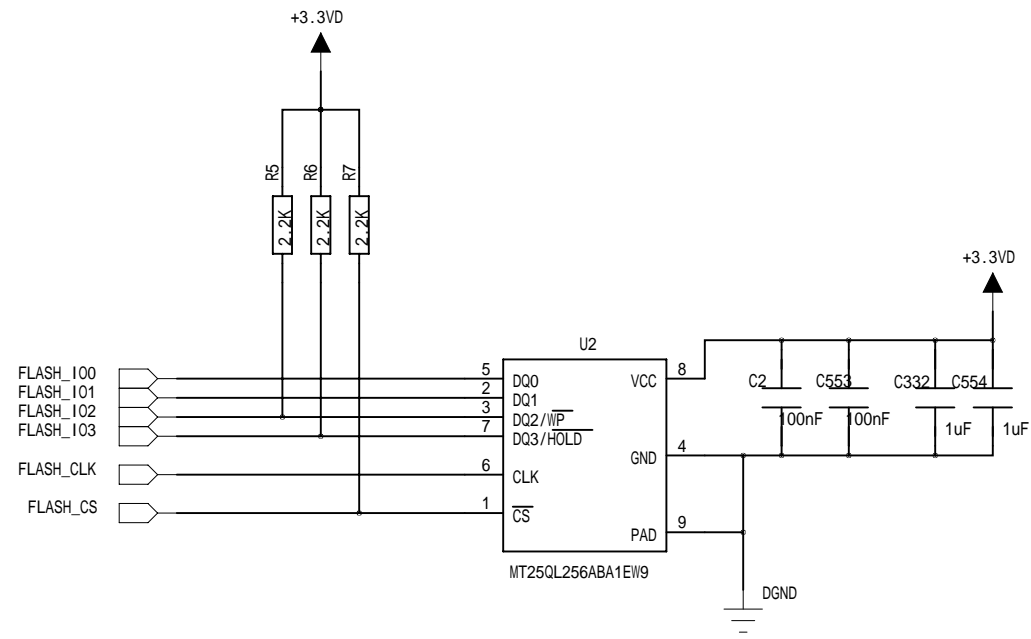 +3.3VD
R5 R6 R7
2.2K 2.2K 2.2K
+3.3VD
U2
FLASH_IO0 5 DQ0 VCC 8
FLASH_IO1 2 DQ1
FLASH_IO2 3 DQ2/WP
FLASH_IO3 7 DQ3/HOLD
C2 C553 C332 C554
100nF 100nF 1uF 1uF
GND 4
FLASH_CLK 6 CLK
FLASH_CS 1 CS
PAD 9
MT25QL256ABA1EW9
DGND